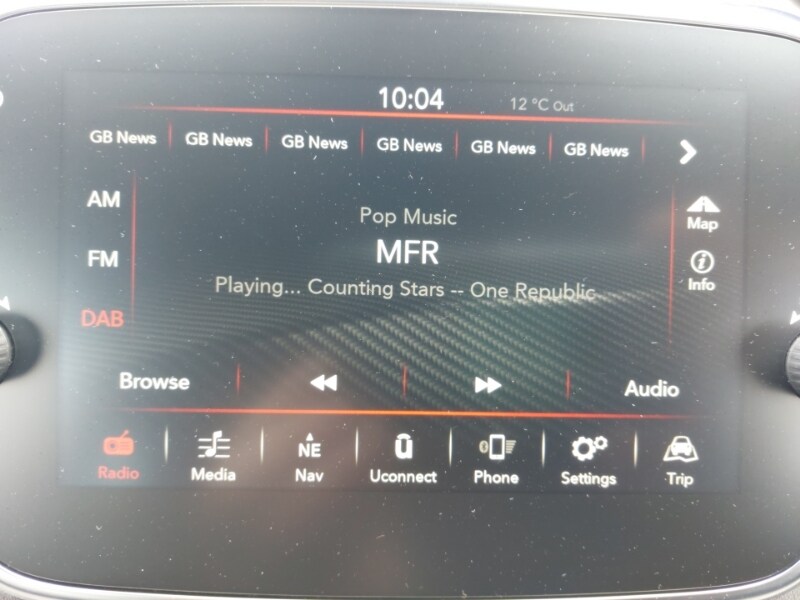 10:04 12 °C Out
GB News GB News GB News GB News GB News GB News
AM
Pop Music
Map
MFR
FM
Info
Playing... Counting Stars -- One Republic
DAB
Browse Audio
NE
Radio Media Nav Uconnect Phone Settings Trip